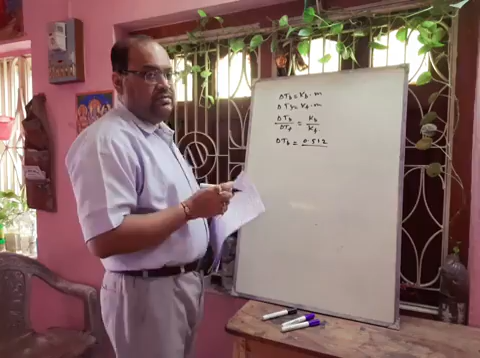 ΔTb = Kb · m
ΔTf = Kf · m
ΔTb / ΔTf = Kb / Kf
ΔTb = 0.512